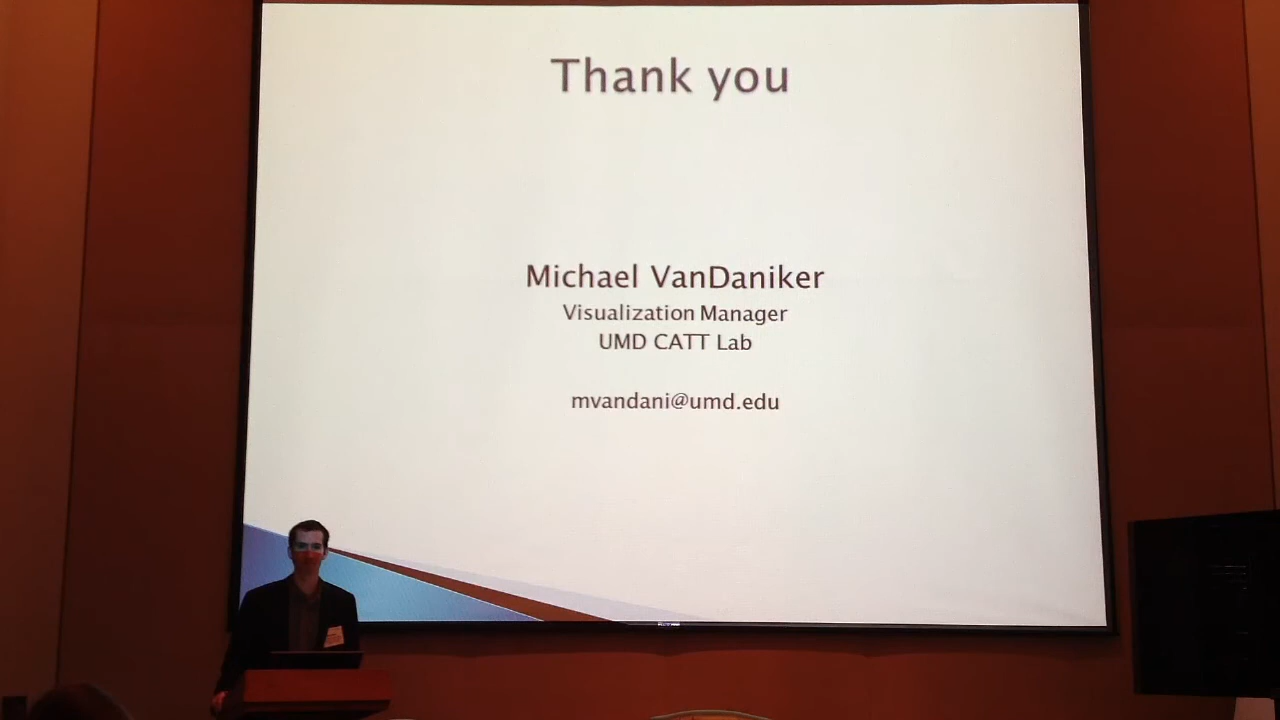 Thank you
Michael VanDaniker
Visualization Manager
UMD CATT Lab
mvandani@umd.edu